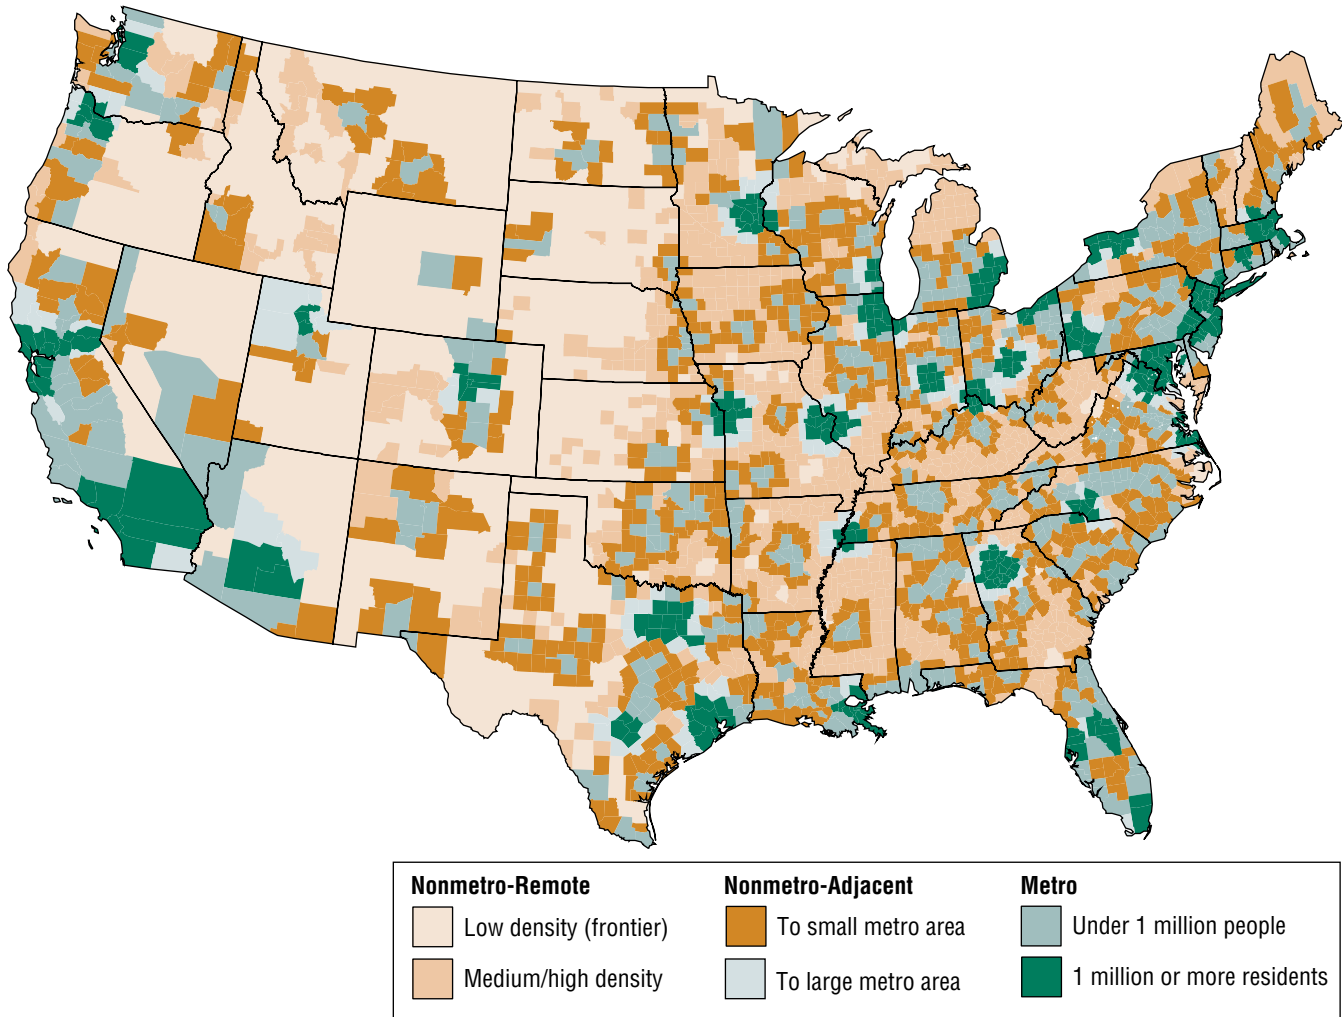 Nonmetro-Remote
Low density (frontier)
Medium/high density
Nonmetro-Adjacent
To small metro area
To large metro area
Metro
Under 1 million people
1 million or more residents